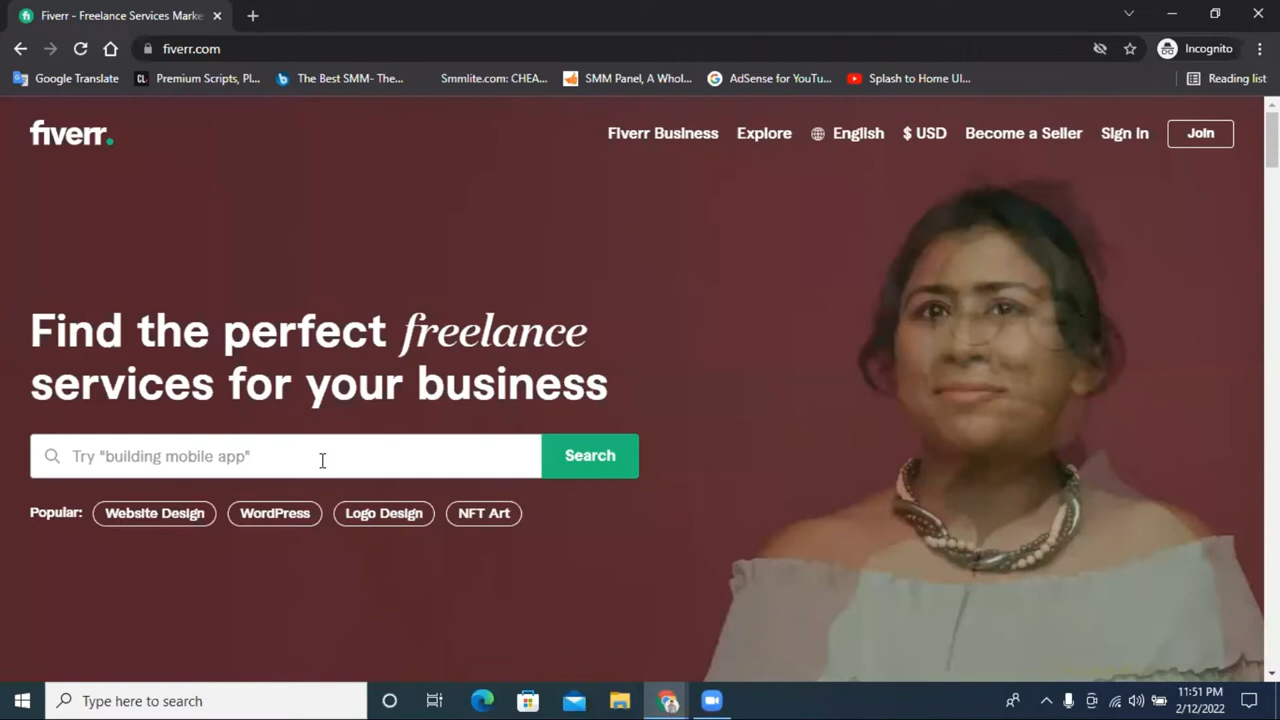 Fiverr - Freelance Services Marke
fiverr.com
Incognito
Google Translate
Premium Scripts, Pl...
The Best SMM- The...
Smmlite.com: CHEA...
SMM Panel, A Whol...
AdSense for YouTu...
Splash to Home UI...
Reading list
fiverr.
Fiverr Business
Explore
English
$ USD
Become a Seller
Sign In
Join
Find the perfect freelance
services for your business
Try "building mobile app"
Search
Popular:
Website Design
WordPress
Logo Design
NFT Art
Type here to search
11:51 PM
2/12/2022